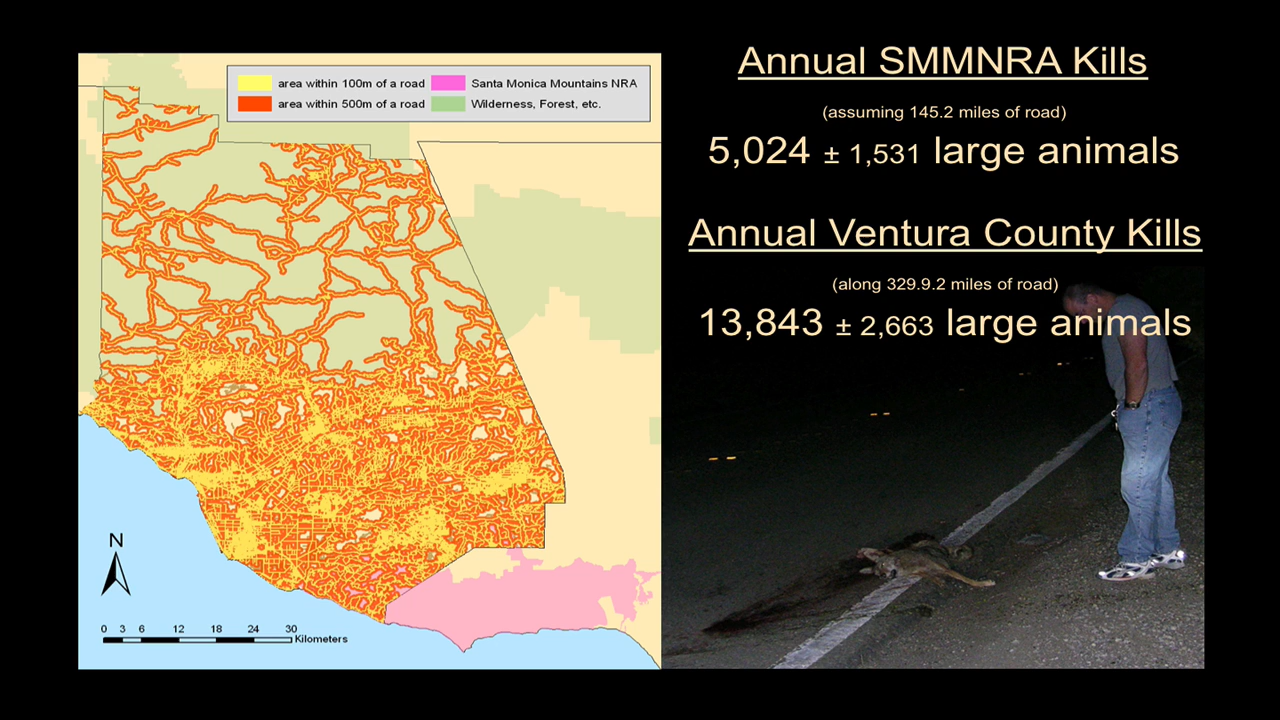 area within 100m of a road Santa Monica Mountains NRA
area within 500m of a road Wilderness, Forest, etc.
N
0 3 6 12 18 24 30
Kilometers
Annual SMMNRA Kills
(assuming 145.2 miles of road)
5,024 ± 1,531 large animals
Annual Ventura County Kills
(along 329.9.2 miles of road)
13,843 ± 2,663 large animals